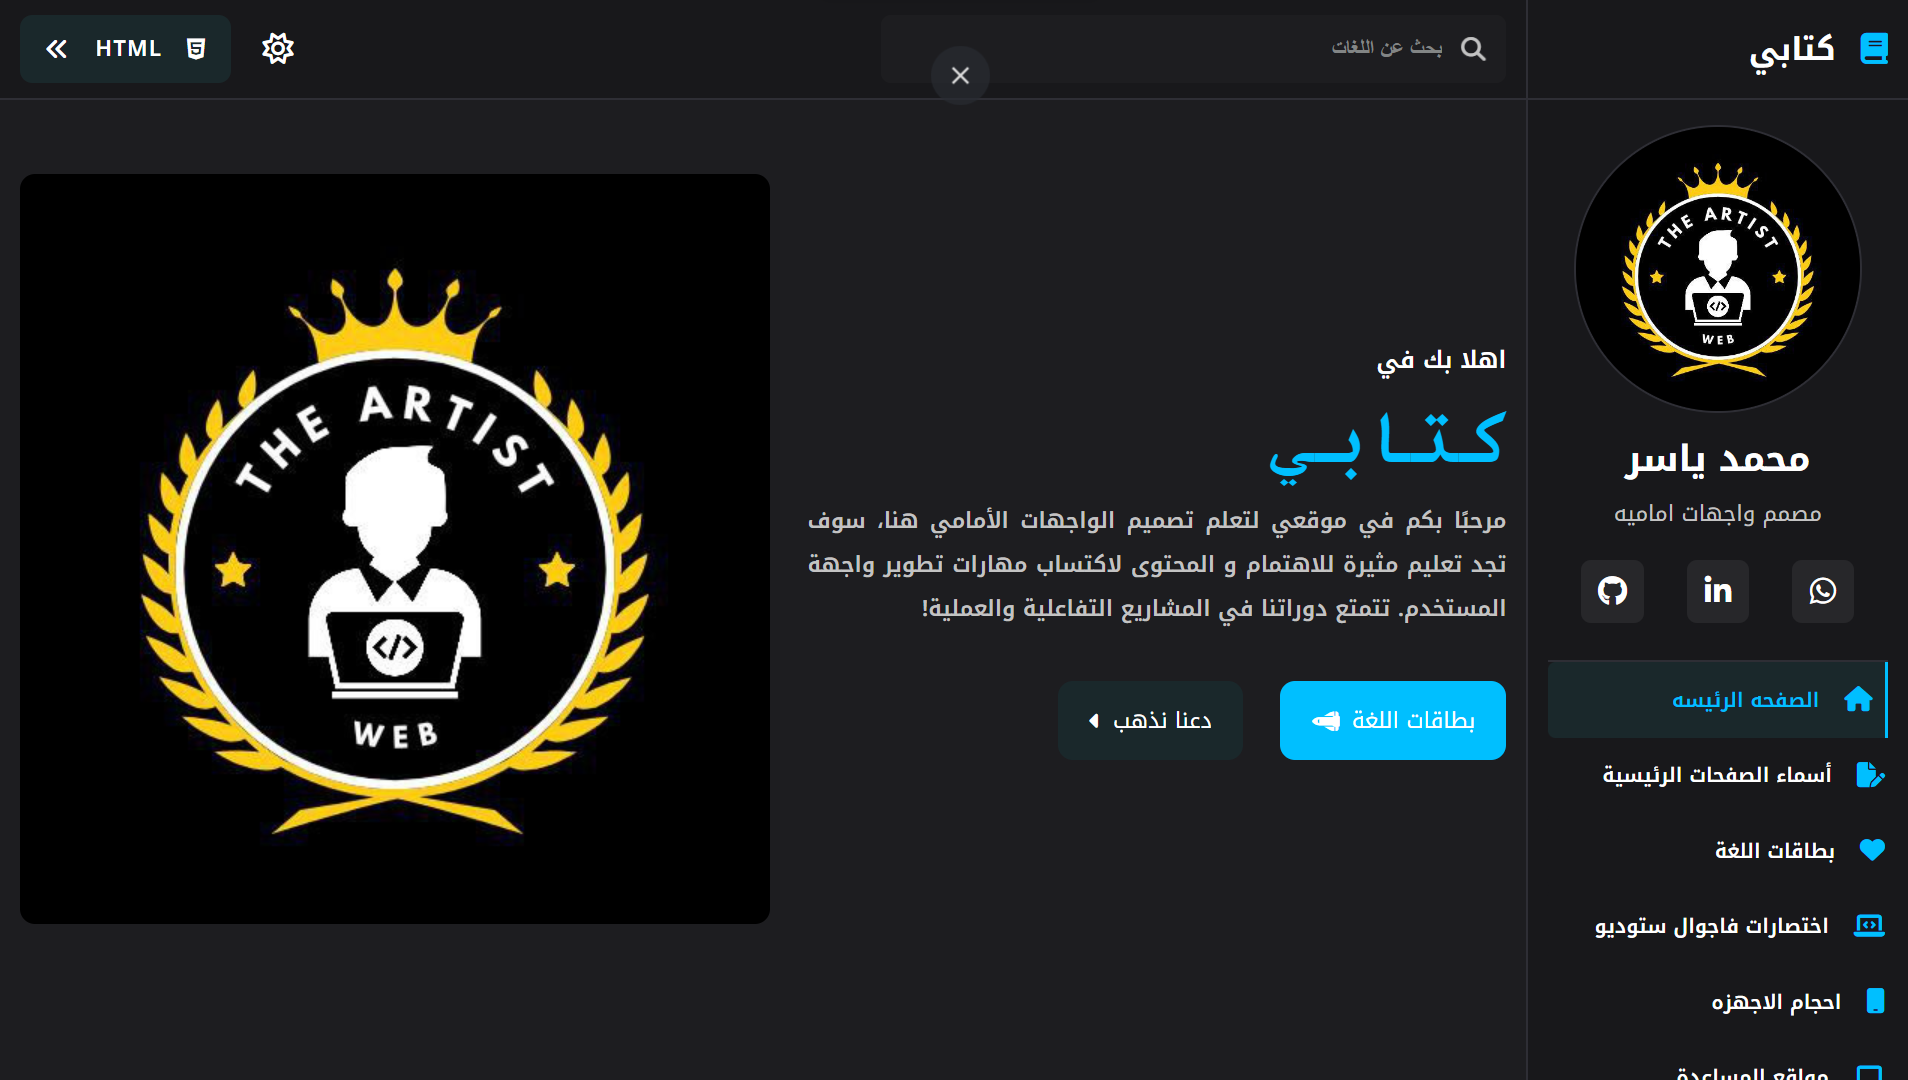 كتابي
بحث عن اللغات
HTML
THE ARTIST
WEB
محمد ياسر
مصمم واجهات اماميه
الصفحه الرئيسه
أسماء الصفحات الرئيسية
بطاقات اللغة
اختصارات فاجوال ستوديو
احجام الاجهزه
مواقع المساعدة
اهلا بك في
كـتـابـي
مرحبًا بكم في موقعي لتعلم تصميم الواجهات الأمامي هنا، سوف
تجد تعليم مثيرة للاهتمام و المحتوى لاكتساب مهارات تطوير واجهة
المستخدم. تتمتع دوراتنا في المشاريع التفاعلية والعملية!
بطاقات اللغة
دعنا نذهب
THE ARTIST
WEB